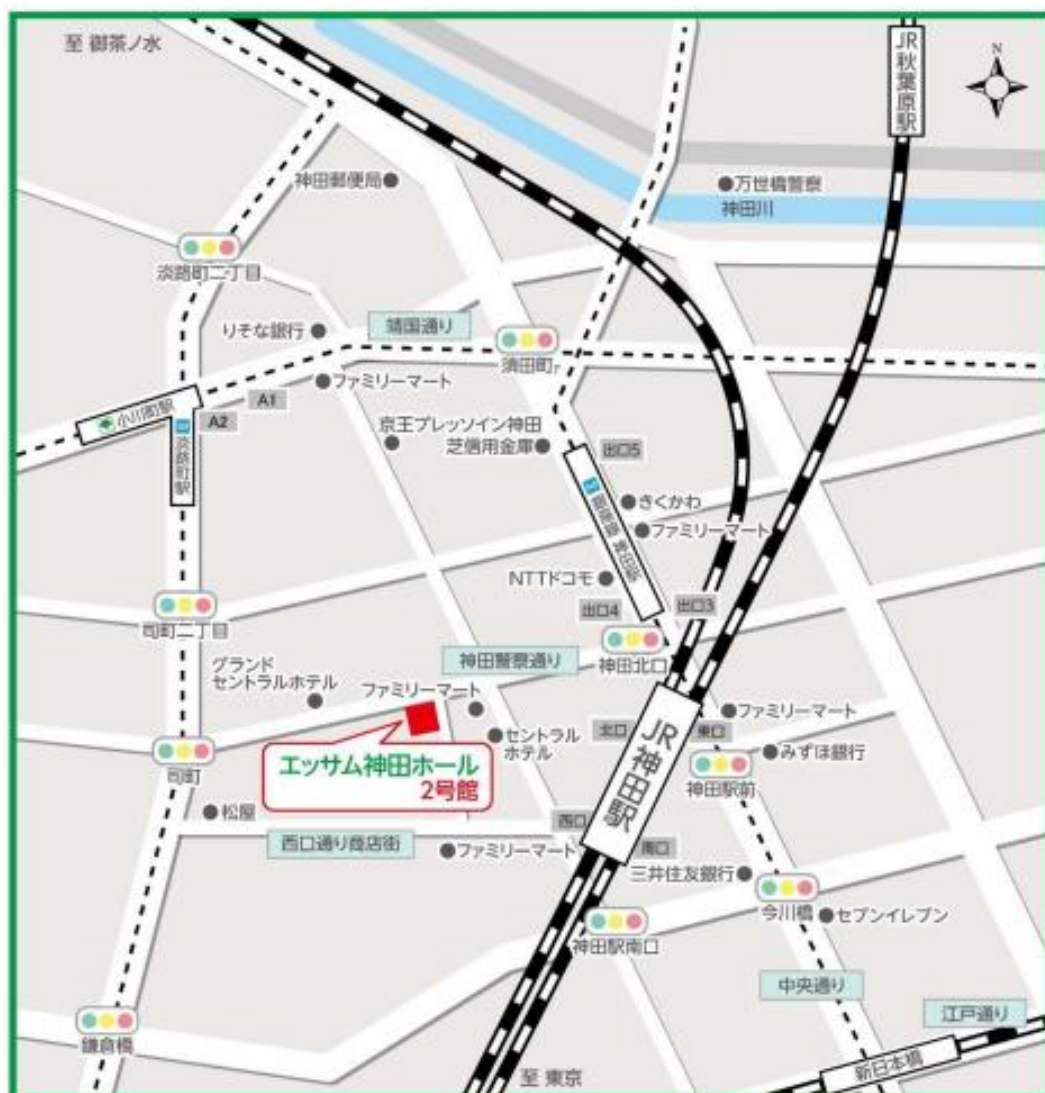 至 御茶ノ水
JR秋葉原駅
N
神田郵便局
万世橋警察
神田川
淡路町二丁目
りそな銀行
靖国通り
須田町
ファミリーマート
小川町駅
A1
A2
淡路町駅
京王プレッソイン神田
芝信用金庫
出口5
きくかわ
ファミリーマート
NTTドコモ
出口4
出口3
司町二丁目
神田警察通り
神田北口
グランド
セントラルホテル
ファミリーマート
セントラル
ホテル
北口
東口
ファミリーマート
JR神田駅
みずほ銀行
司町
エッサム神田ホール
2号館
神田駅前
松屋
西口
西口通り商店街
ファミリーマート
南口
三井住友銀行
今川橋
セブンイレブン
神田駅南口
中央通り
江戸通り
鎌倉橋
新日本橋
至 東京